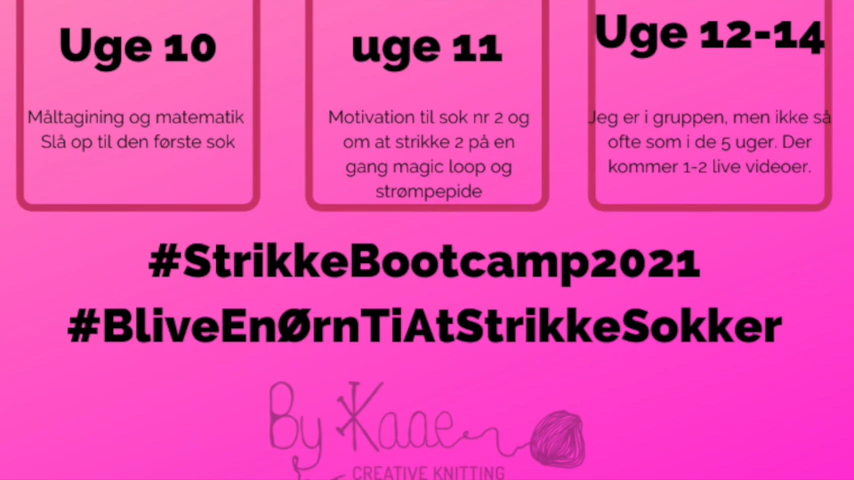 Uge 10
Måltagining og matematik
Slå op til den første sok
uge 11
Motivation til sok nr 2 og
om at strikke 2 på en
gang magic loop og
strømpepide
Uge 12-14
Jeg er i gruppen, men ikke så
ofte som i de 5 uger. Der
kommer 1-2 live videoer.
#StrikkeBootcamp2021
#BliveEnØrnTiAtStrikkeSokker
By Kaae
CREATIVE KNITTING